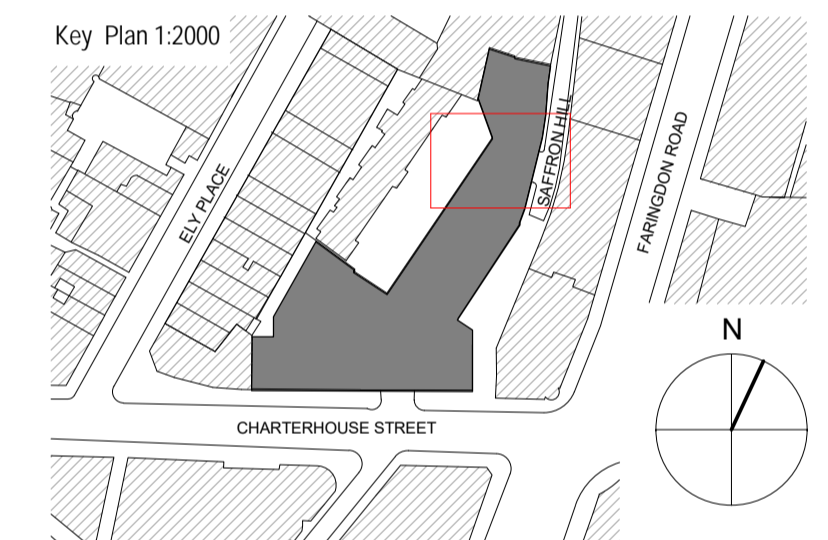 Key Plan 1:2000
SAFFRON HILL
FARINGDON ROAD
ELY PLACE
N
CHARTERHOUSE STREET